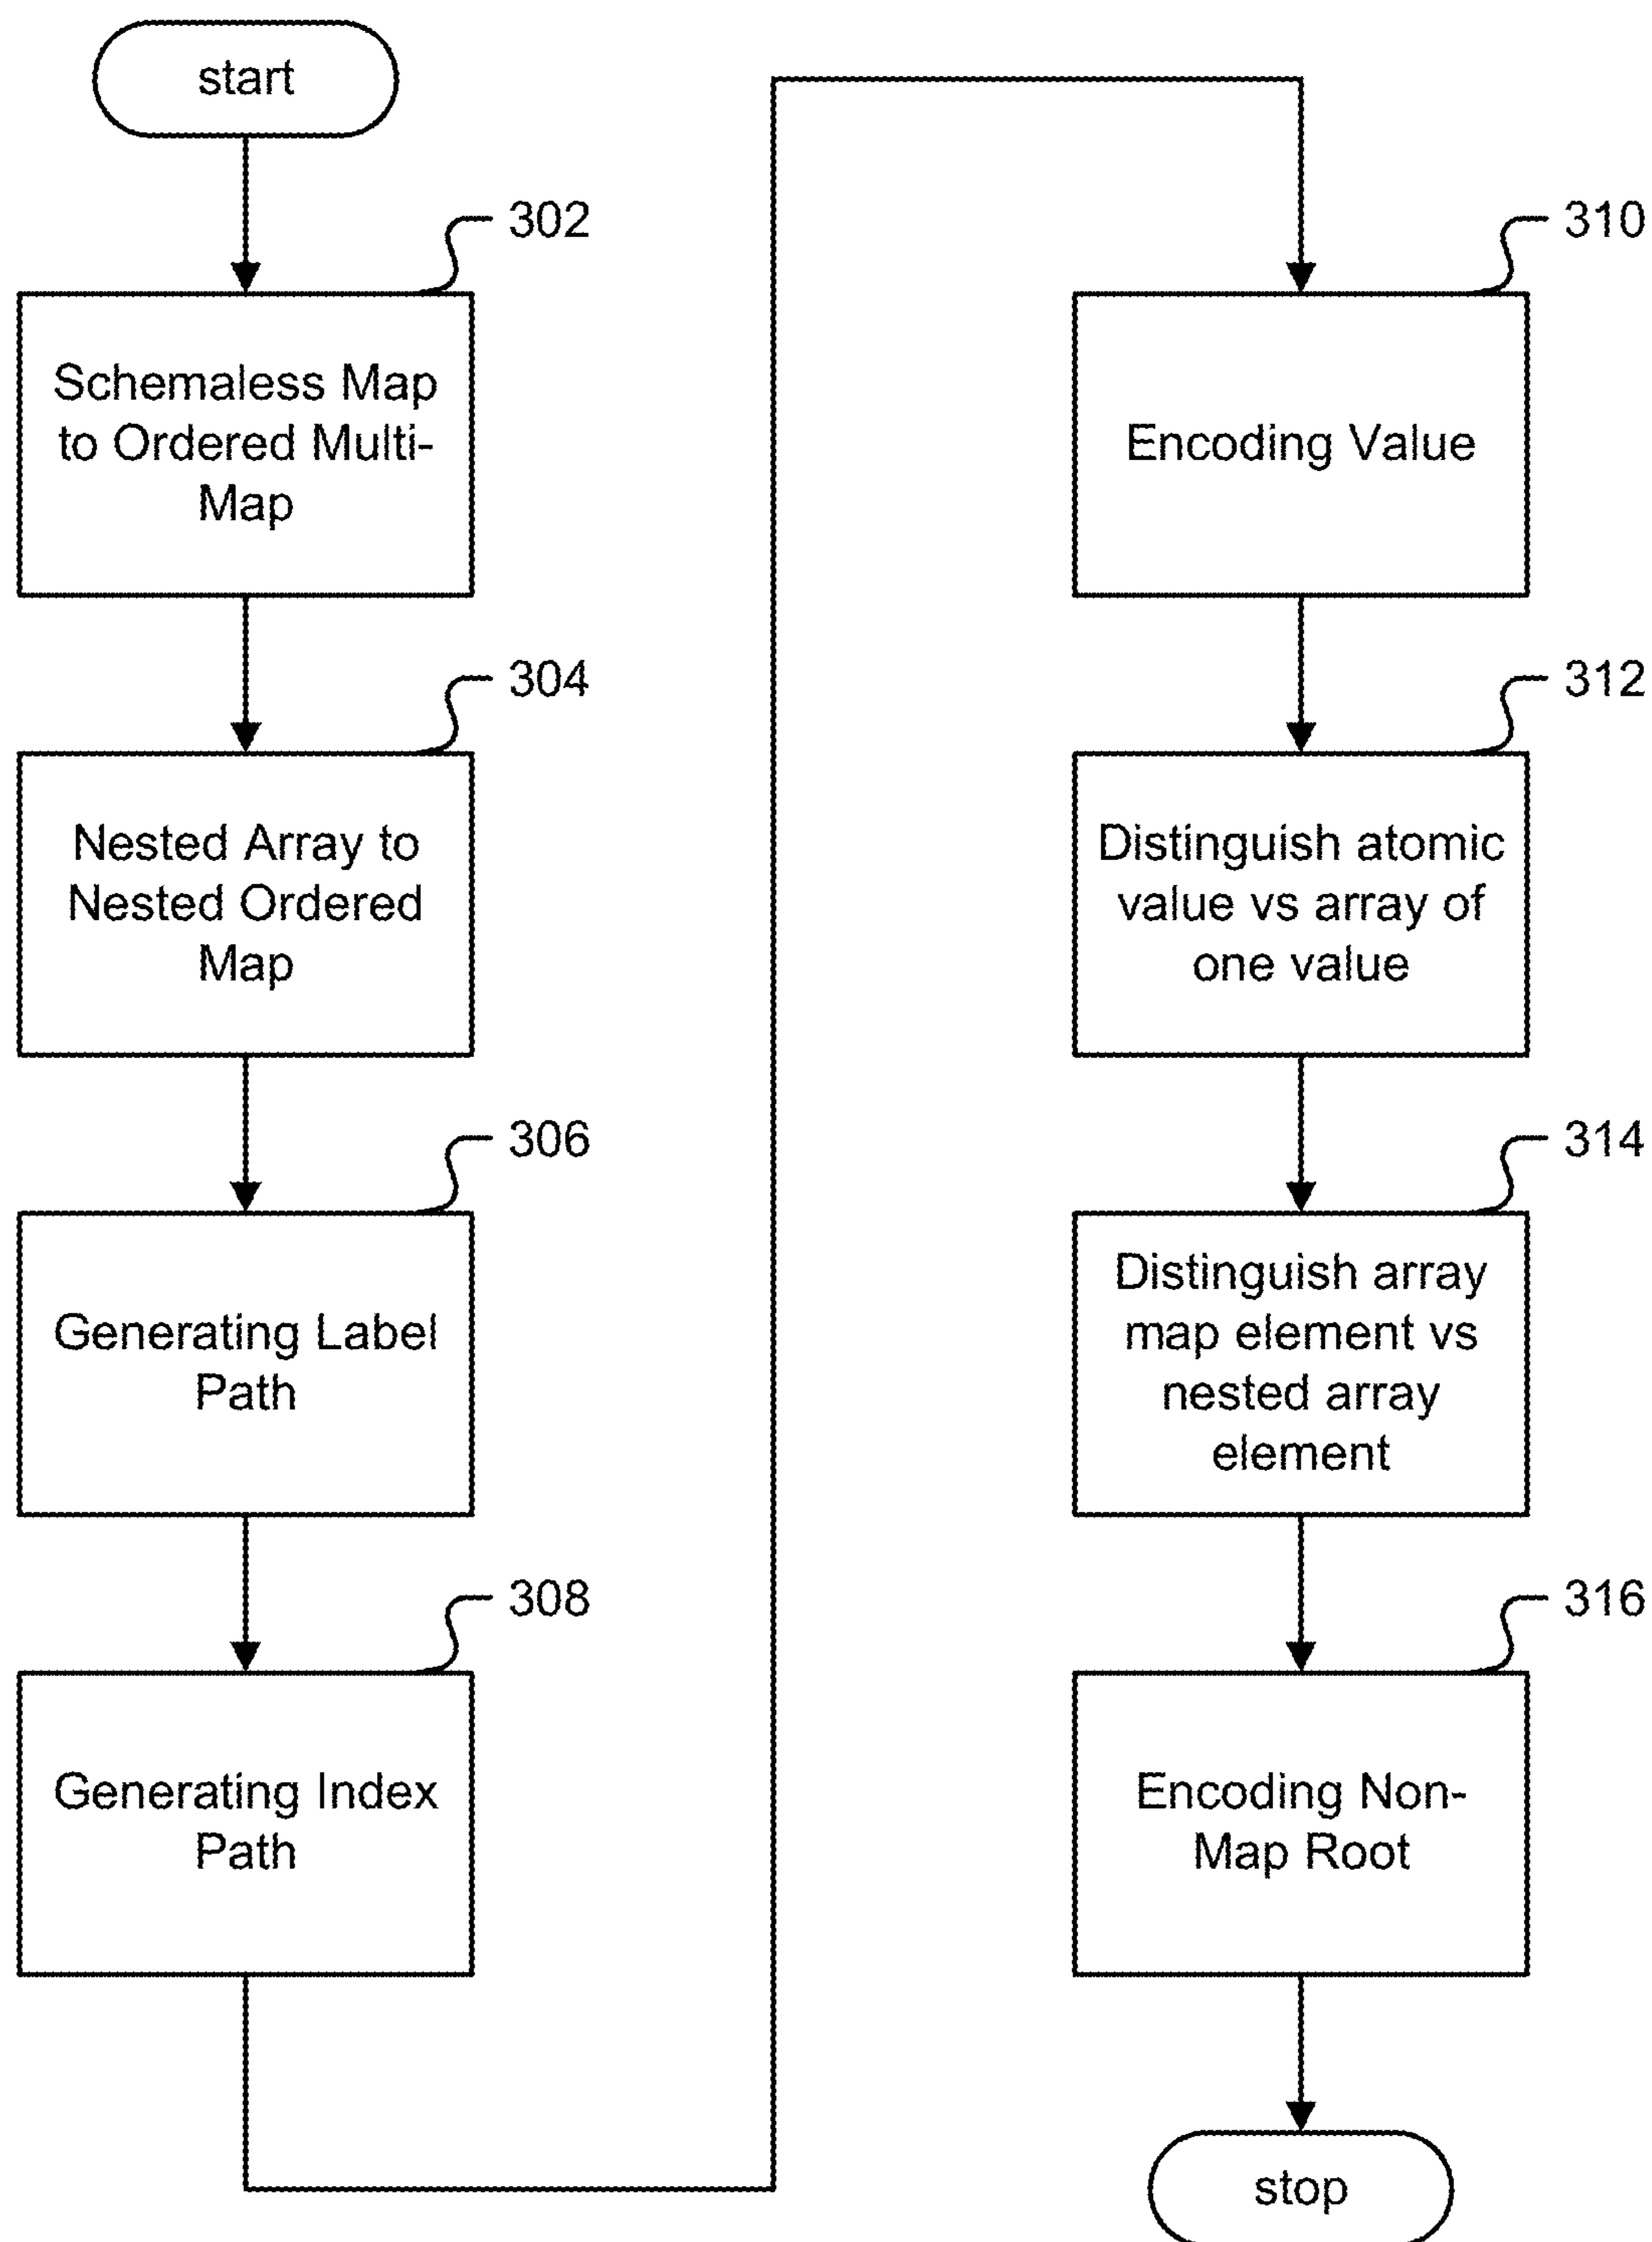 start
302
Schemaless Map
to Ordered Multi-
Map
304
Nested Array to
Nested Ordered
Map
306
Generating Label
Path
308
Generating Index
Path
310
Encoding Value
312
Distinguish atomic
value vs array of
one value
314
Distinguish array
map element vs
nested array
element
316
Encoding Non-
Map Root
stop